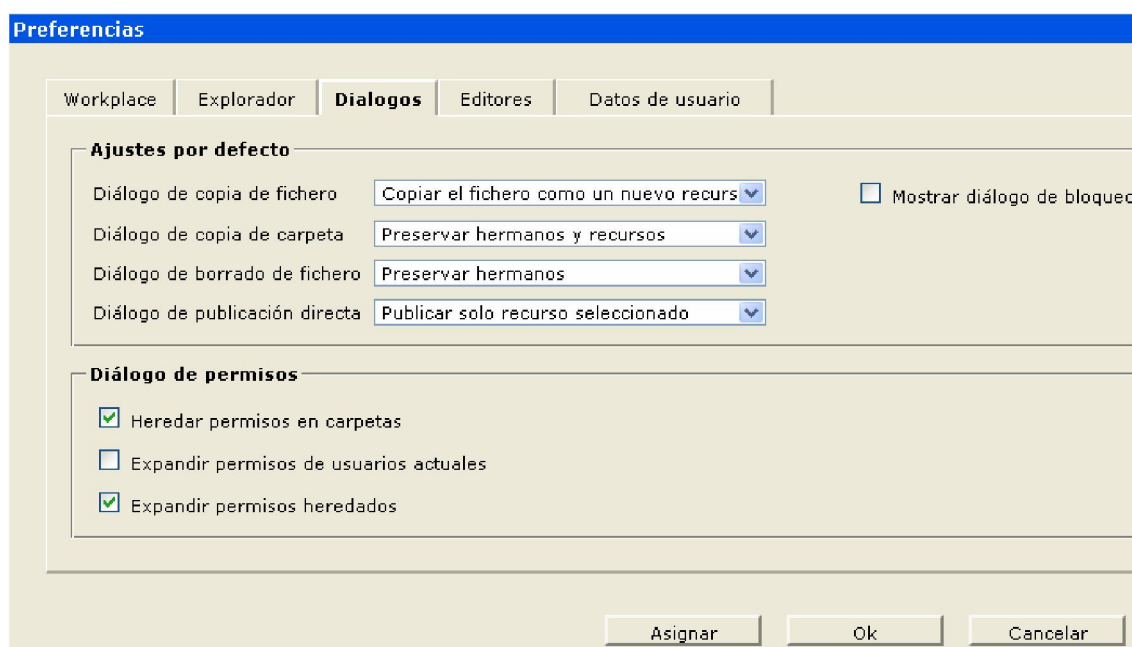 Preferencias
Workplace Explorador Dialogos Editores Datos de usuario
Ajustes por defecto
Diálogo de copia de fichero Copiar el fichero como un nuevo recurs Mostrar diálogo de bloqueo
Diálogo de copia de carpeta Preservar hermanos y recursos
Diálogo de borrado de fichero Preservar hermanos
Diálogo de publicación directa Publicar solo recurso seleccionado
Diálogo de permisos
Heredar permisos en carpetas
Expandir permisos de usuarios actuales
Expandir permisos heredados
Asignar Ok Cancelar